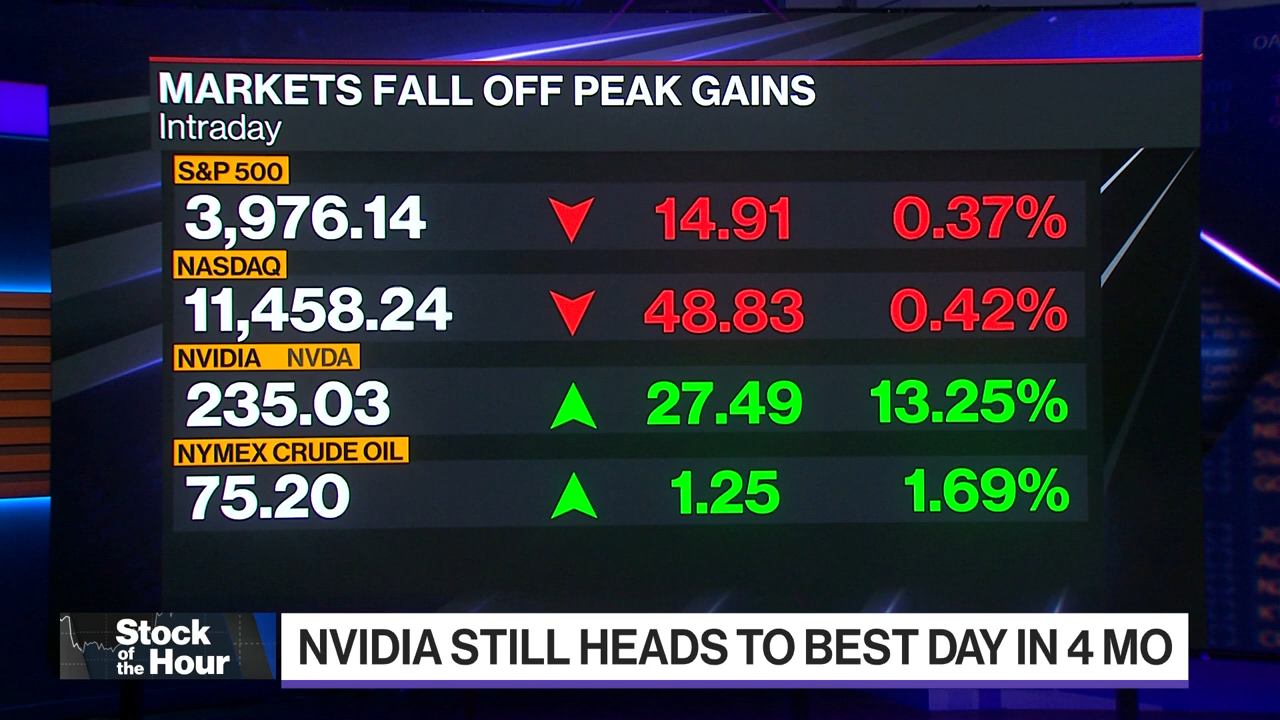 MARKETS FALL OFF PEAK GAINS
Intraday
S&P 500
3,976.14 ▼ 14.91 0.37%
NASDAQ
11,458.24 ▼ 48.83 0.42%
NVIDIA NVDA
235.03 ▲ 27.49 13.25%
NYMEX CRUDE OIL
75.20 ▲ 1.25 1.69%
Stock
of
the Hour
NVIDIA STILL HEADS TO BEST DAY IN 4 MO